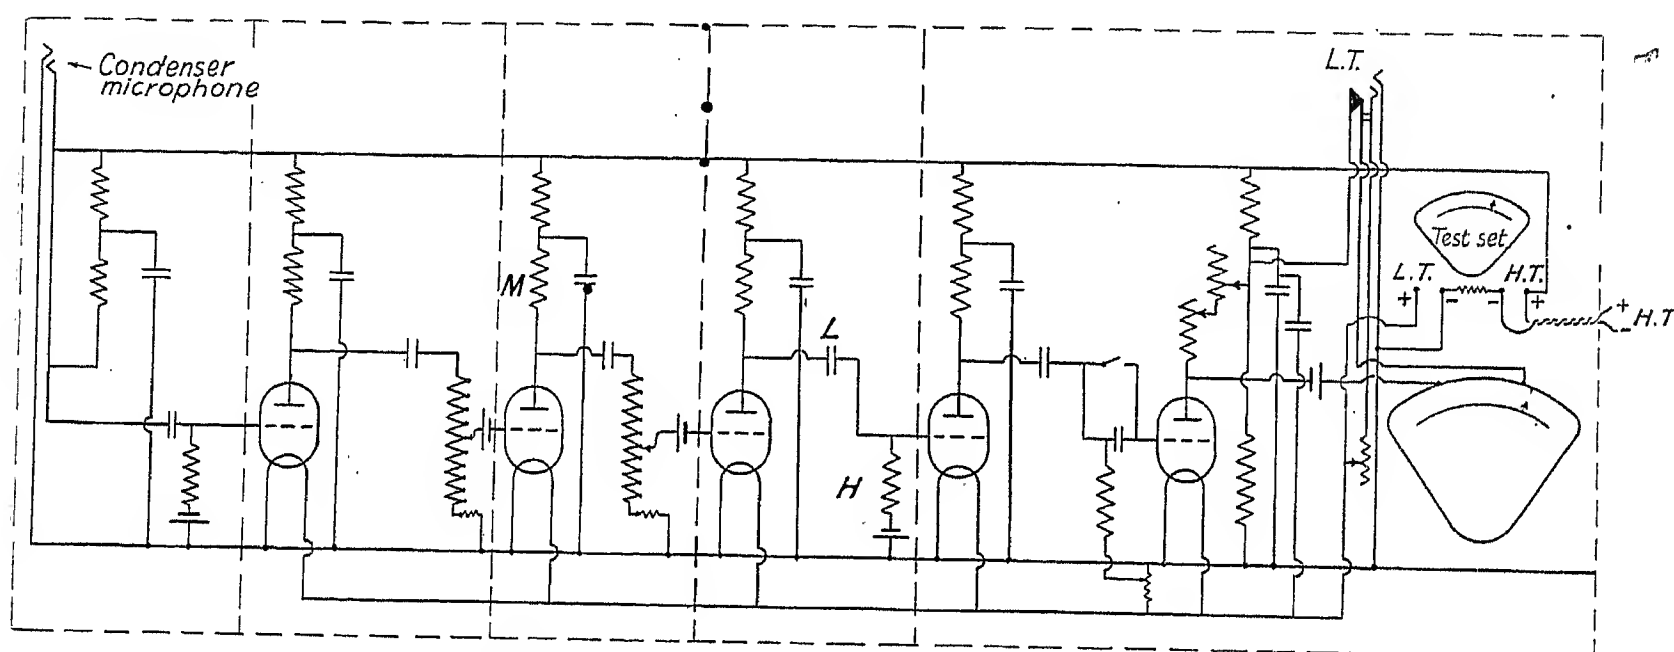 Condenser
microphone
L.T.
Test set
L.T.
H.T.
+
-
-
+
+
-
H.T
M
L
H